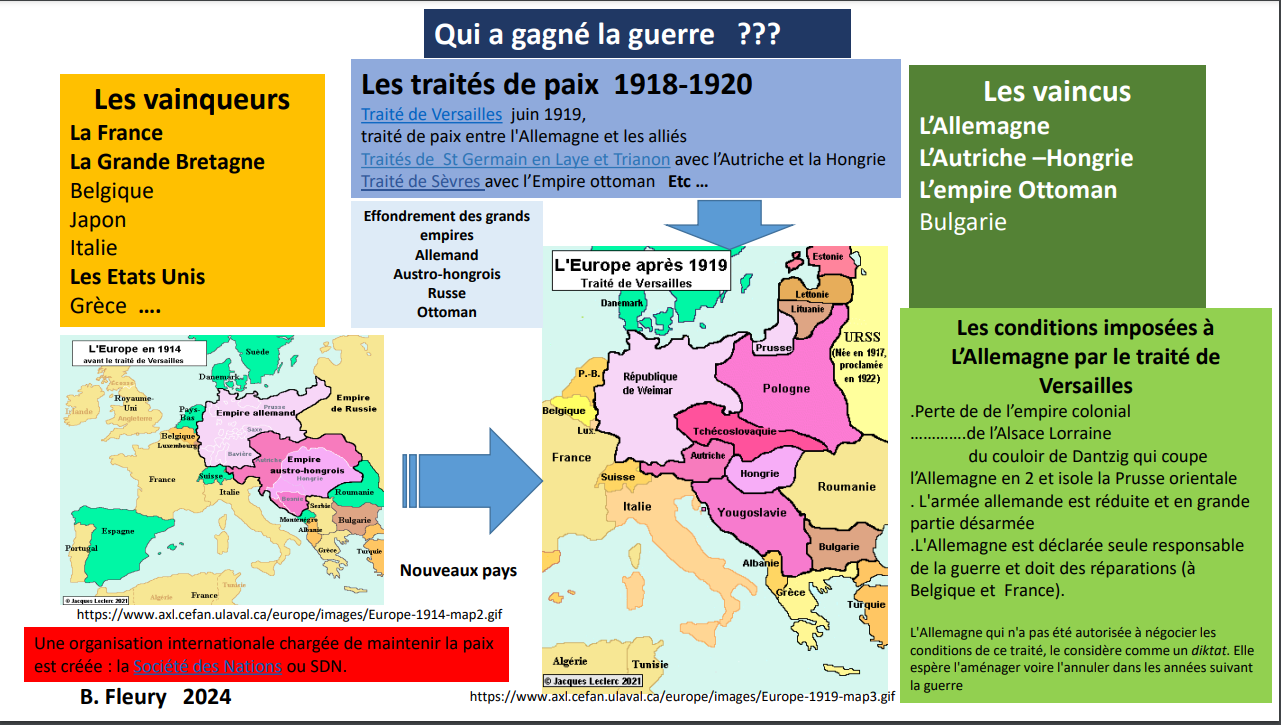 Qui a gagné la guerre ???
Les vainqueurs
La France
La Grande Bretagne
Belgique
Japon
Italie
Les Etats Unis
Grèce ....
Les traités de paix 1918-1920
Traité de Versailles juin 1919,
traité de paix entre l'Allemagne et les alliés
Traités de St Germain en Laye et Trianon avec l’Autriche et la Hongrie
Traité de Sèvres avec l’Empire ottoman Etc …
Les vaincus
L’Allemagne
L’Autriche –Hongrie
L’empire Ottoman
Bulgarie
Effondrement des grands
empires
Allemand
Austro-hongrois
Russe
Ottoman
L'Europe en 1914
avant le traité de Versailles
Suède
Danemark
Ecosse
Royaume-
Uni
Irlande
Angleterre
Pays-
Bas
Prusse
Empire allemand
Empire
de Russie
Saxe
Belgique
Luxembourg
Bavière
Autriche
Empire
austro-hongrois
Hongrie
France
Suisse
Italie
Bosnie
Roumanie
Serbie
Monténégro
Bulgarie
Albanie
Espagne
Portugal
Grèce
Turquie
Algérie
France
Tunisie
© Jacques Leclerc 2021
https://www.axl.cefan.ulaval.ca/europe/images/Europe-1914-map2.gif
Nouveaux pays
L'Europe après 1919
Traité de Versailles
Estonie
Lettonie
Lituanie
Danemark
Prusse
URSS
(Née en 1917,
proclamée
en 1922)
P.-B.
République
de Weimar
Pologne
Belgique
Lux.
Tchécoslovaquie
France
Autriche
Suisse
Hongrie
Roumanie
Italie
Yougoslavie
Bulgarie
Albanie
Grèce
Turquie
Algérie
Tunisie
© Jacques Leclerc 2021
https://www.axl.cefan.ulaval.ca/europe/images/Europe-1919-map3.gif
Les conditions imposées à
L’Allemagne par le traité de
Versailles
.Perte de de l’empire colonial
………….de l’Alsace Lorraine
du couloir de Dantzig qui coupe
l’Allemagne en 2 et isole la Prusse orientale
. L'armée allemande est réduite et en grande
partie désarmée
.L'Allemagne est déclarée seule responsable
de la guerre et doit des réparations (à
Belgique et France).
L'Allemagne qui n'a pas été autorisée à négocier les
conditions de ce traité, le considère comme un diktat. Elle
espère l'aménager voire l'annuler dans les années suivant
la guerre
Une organisation internationale chargée de maintenir la paix
est créée : la Société des Nations ou SDN.
B. Fleury 2024